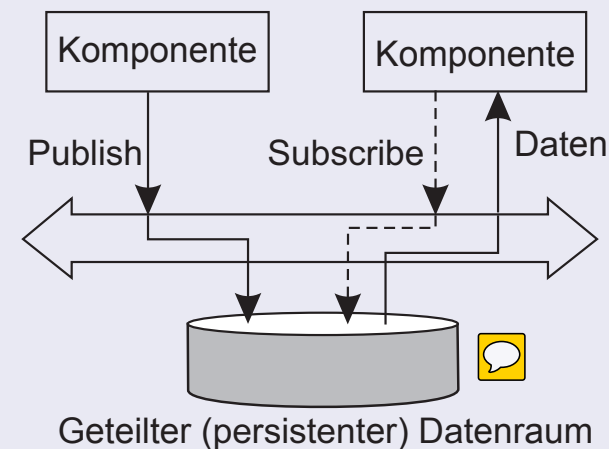 Komponente
Komponente
Publish
Subscribe
Daten
Geteilter (persistenter) Datenraum